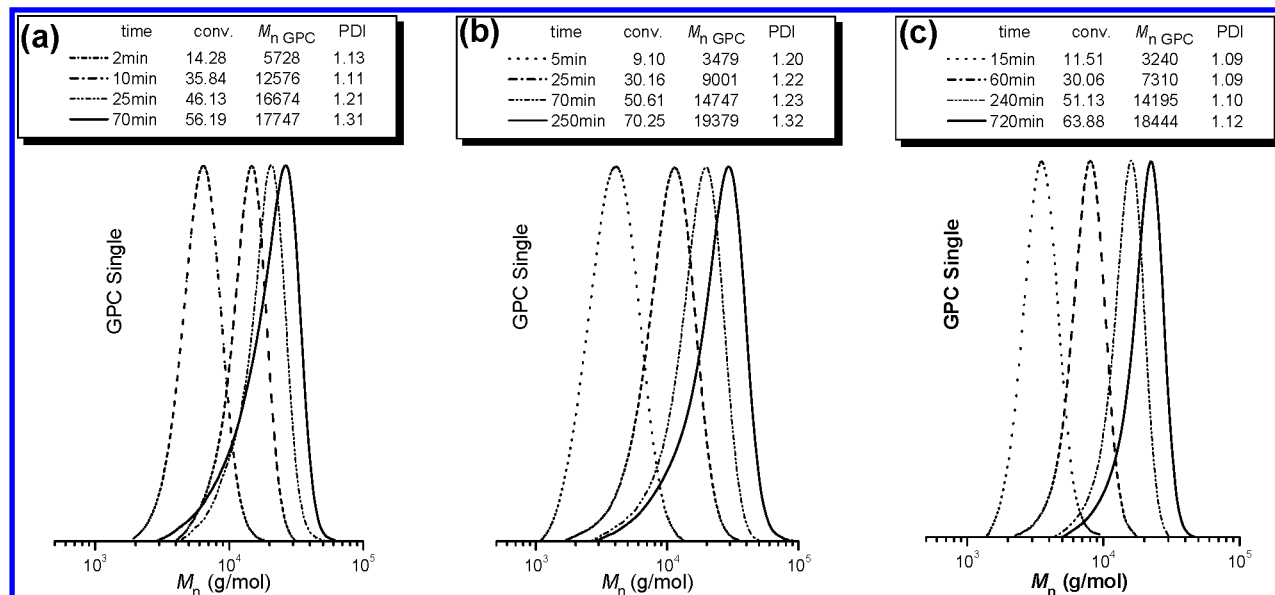 (a)
time conv. Mn GPC PDI
2min 14.28 5728 1.13
10min 35.84 12576 1.11
25min 46.13 16674 1.21
70min 56.19 17747 1.31
GPC Single
10³ 10⁴ 10⁵
Mn (g/mol)
(b)
time conv. Mn GPC PDI
5min 9.10 3479 1.20
25min 30.16 9001 1.22
70min 50.61 14747 1.23
250min 70.25 19379 1.32
GPC Single
10³ 10⁴ 10⁵
Mn (g/mol)
(c)
time conv. Mn GPC PDI
15min 11.51 3240 1.09
60min 30.06 7310 1.09
240min 51.13 14195 1.10
720min 63.88 18444 1.12
GPC Single
10³ 10⁴ 10⁵
Mn (g/mol)